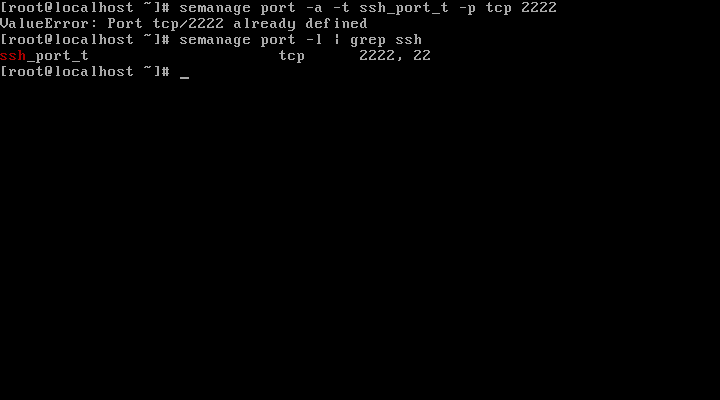 [root@localhost ~]# semanage port -a -t ssh_port_t -p tcp 2222
ValueError: Port tcp/2222 already defined
[root@localhost ~]# semanage port -l | grep ssh
ssh_port_t                     tcp      2222, 22
[root@localhost ~]# _